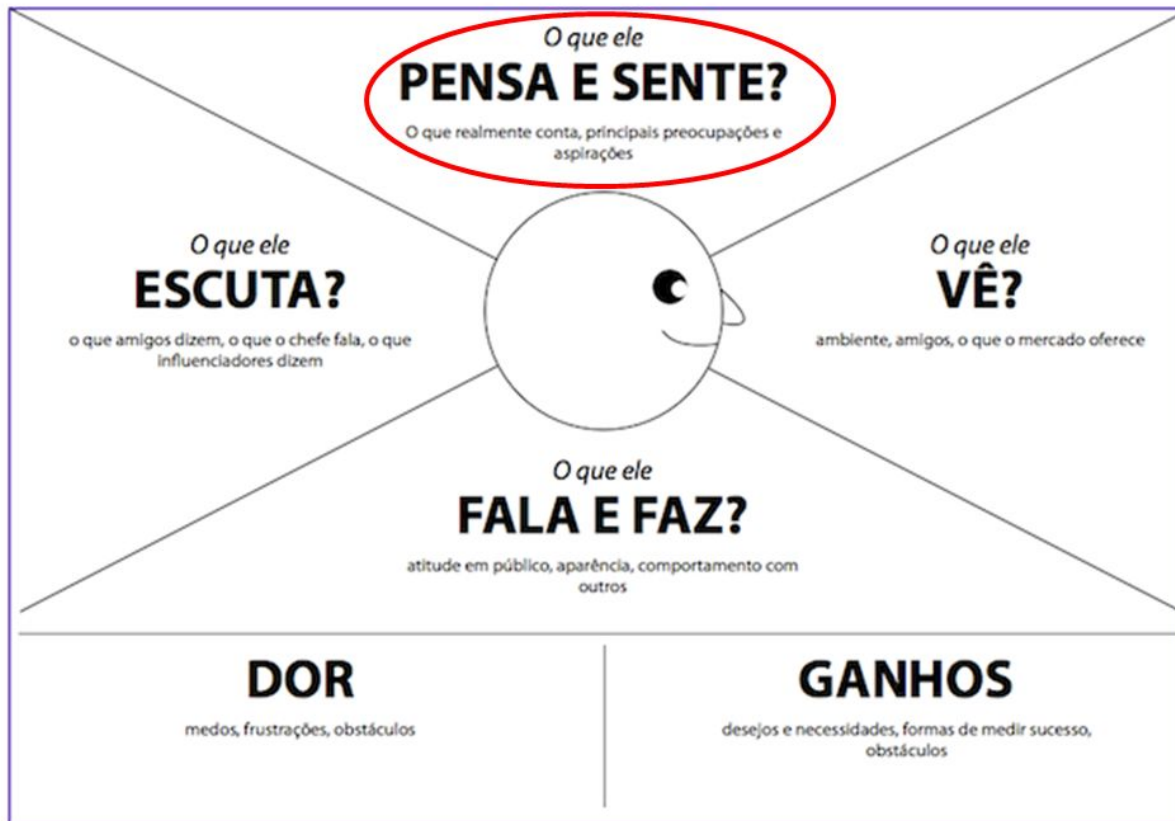 O que ele
PENSA E SENTE?
O que realmente conta, principais preocupações e
aspirações
O que ele
ESCUTA?
o que amigos dizem, o que o chefe fala, o que
influenciadores dizem
O que ele
VÊ?
ambiente, amigos, o que o mercado oferece
O que ele
FALA E FAZ?
atitude em público, aparência, comportamento com
outros
DOR
medos, frustrações, obstáculos
GANHOS
desejos e necessidades, formas de medir sucesso,
obstáculos